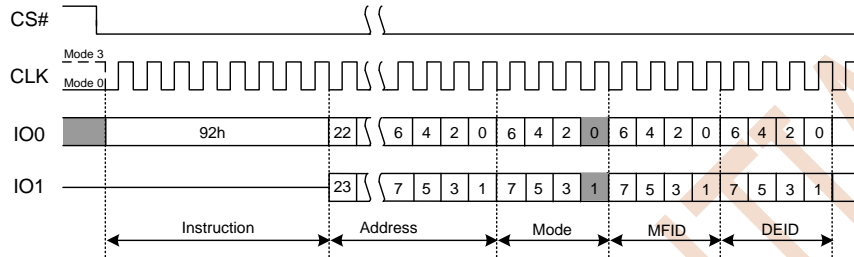 CS#
Mode 3
CLK
Mode 0
IO0 92h 22 6 4 2 0 6 4 2 0 6 4 2 0 6 4 2 0
IO1 23 7 5 3 1 7 5 3 1 7 5 3 1 7 5 3 1
Instruction Address Mode MFID DEID